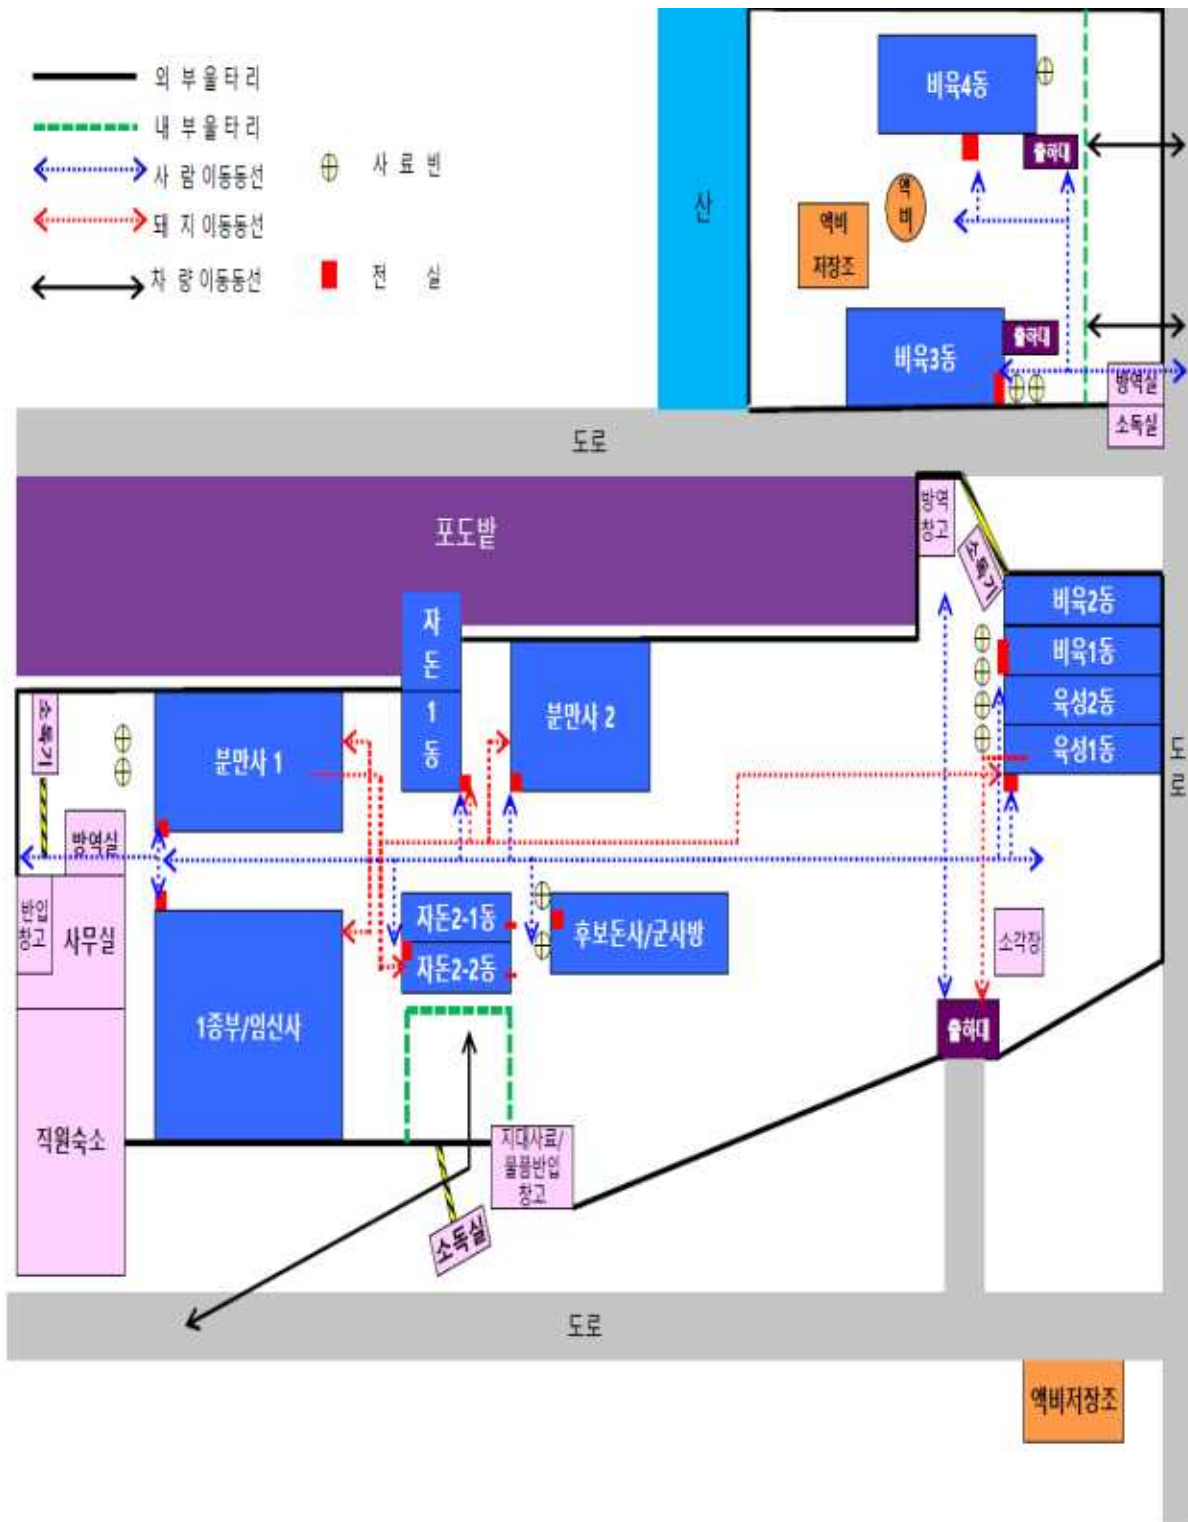 외 부 울 타 리
내 부 울 타 리
사 람 이동동선
돼 지 이동동선
차 량 이동동선
사 료 빈
전 실
산
비육4동
출하대
액
비
액비
저장조
비육3동
출하대
방역실
소독실
도로
포도밭
방역
창고
소독기
비육2동
비육1동
육성2동
육성1동
도
로
자
돈
1
동
분만사 2
분만사 1
소독기
방역실
반입
창고
사무실
직원숙소
1종부/임신사
자돈2-1동
자돈2-2동
후보돈사/군사방
소각장
출하대
지대사료/
물품반입
창고
소독실
도로
액비저장조